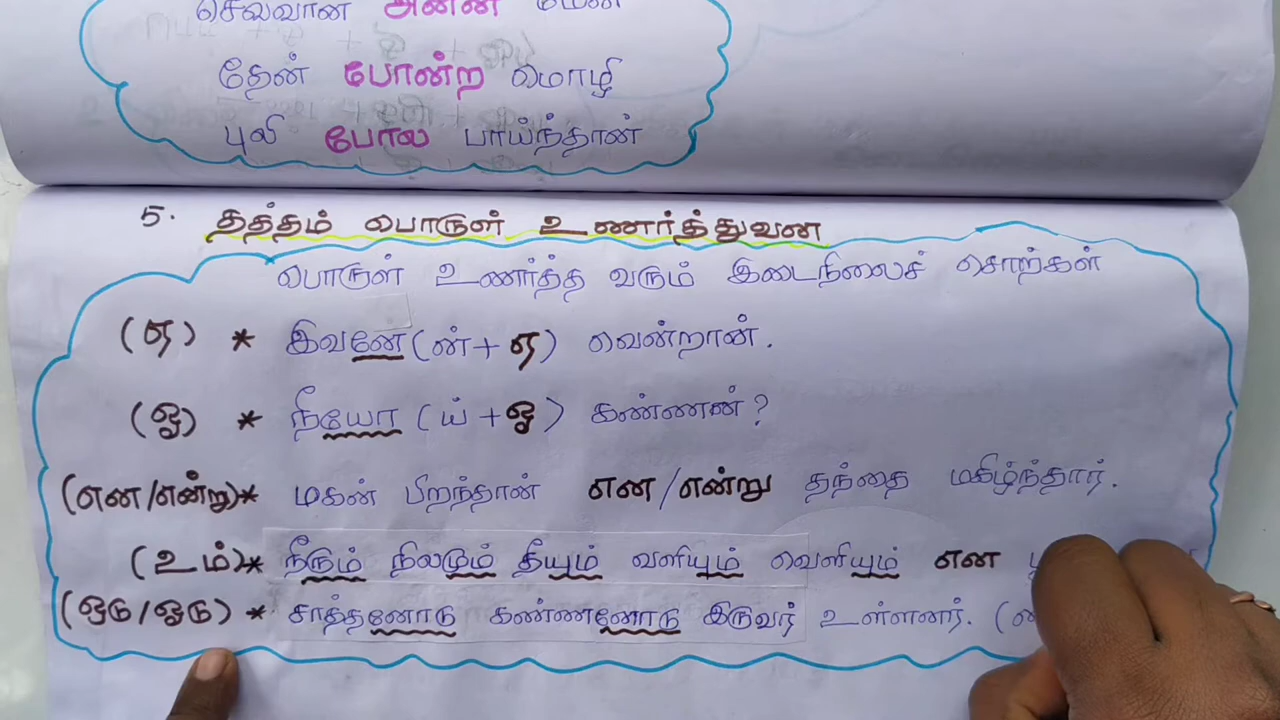 செவ்வான அன்ன மேனி
தேன் போன்ற மொழி
புலி போல பாய்ந்தான்
5. தத்தம் பொருள் உணர்த்துவன
பொருள் உணர்த்த வரும் இடைநிலைச் சொற்கள்
(ஏ) * இவனே (ன்+ஏ) வென்றான்.
(ஓ) * நீயோ (ய்+ஓ) கண்ணன்?
(என/என்று)* மகன் பிறந்தான் என/என்று தந்தை மகிழ்ந்தார்.
(உம்)* நீரும் நிலமும் தீயும் வளியும் வெளியும் என
(ஒடு/ஓடு) * சாத்தனோடு கண்ணனோடு இருவர் உள்ளனர்.